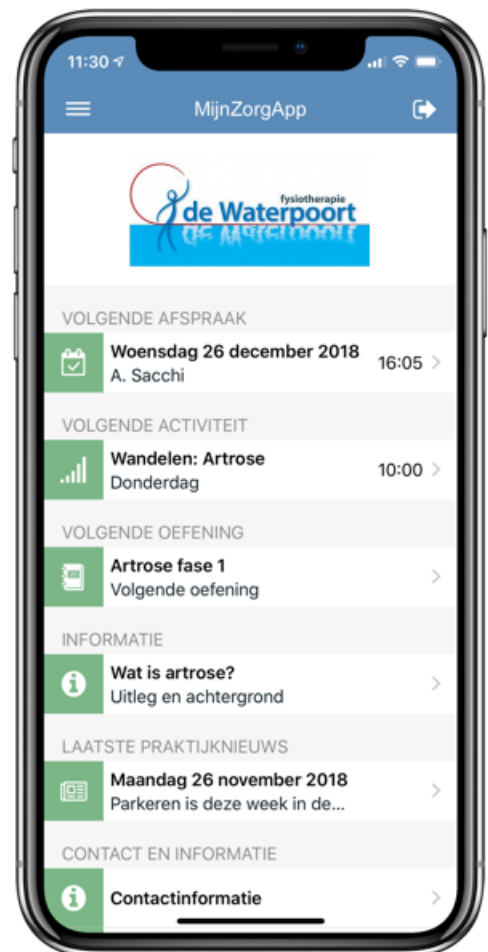 11:30
MijnZorgApp
fysiotherapie
de Waterpoort
VOLGENDE AFSPRAAK
Woensdag 26 december 2018
A. Sacchi
16:05
VOLGENDE ACTIVITEIT
Wandelen: Artrose
Donderdag
10:00
VOLGENDE OEFENING
Artrose fase 1
Volgende oefening
INFORMATIE
Wat is artrose?
Uitleg en achtergrond
LAATSTE PRAKTIJKNIEUWS
Maandag 26 november 2018
Parkeren is deze week in de...
CONTACT EN INFORMATIE
Contactinformatie